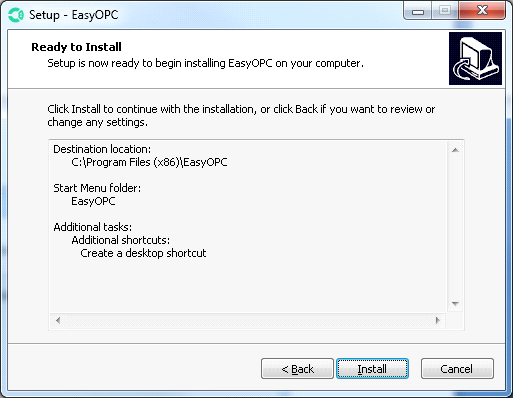 Setup - EasyOPC
Ready to Install
Setup is now ready to begin installing EasyOPC on your computer.
Click Install to continue with the installation, or click Back if you want to review or
change any settings.
Destination location:
C:\Program Files (x86)\EasyOPC
Start Menu folder:
EasyOPC
Additional tasks:
Additional shortcuts:
Create a desktop shortcut
< Back
Install
Cancel